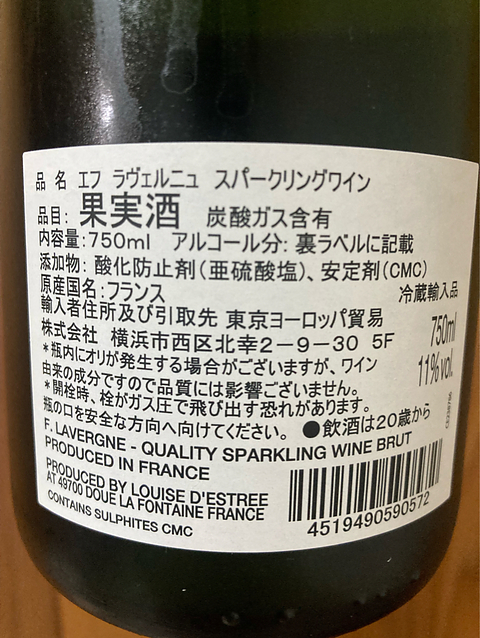 品 名 エフ ラヴェルニュ スパークリングワイン
品目: 果実酒 炭酸ガス含有
内容量:750ml アルコール分: 裏ラベルに記載
添加物: 酸化防止剤(亜硫酸塩)、安定剤(CMC)
原産国名:フランス 冷蔵輸入品
輸入者住所及び引取先 東京ヨーロッパ貿易
株式会社 横浜市西区北幸2-9-30 5F
750ml
11%vol.
*瓶内にオリが発生する場合がございますが、ワイン
由来の成分ですので品質には影響ございません。
*開栓時、栓がガス圧で飛び出す恐れがあります。
瓶の口を安全な方向へ向けてください。 ●飲酒は20歳から
F. LAVERGNE - QUALITY SPARKLING WINE BRUT
PRODUCED IN FRANCE
PRODUCED BY LOUISE D'ESTREE
AT 49700 DOUE LA FONTAINE FRANCE
CONTAINS SULPHITES CMC
4519490590572